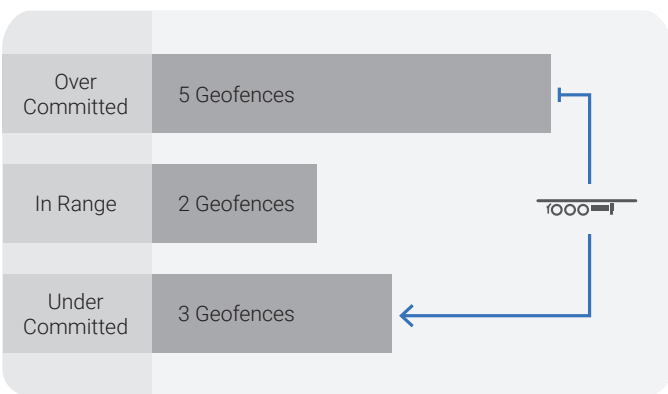 Over
Committed
5 Geofences
In Range
2 Geofences
Under
Committed
3 Geofences